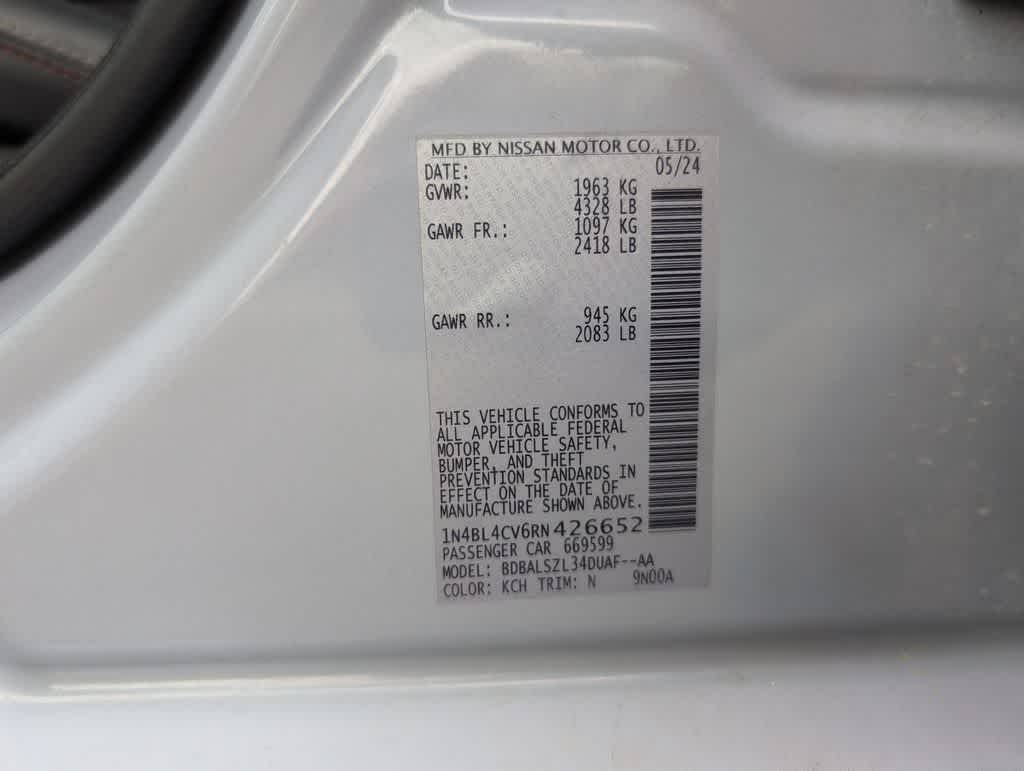 MFD BY NISSAN MOTOR CO., LTD.
DATE: 05/24
GVWR: 1963 KG
4328 LB
GAWR FR.: 1097 KG
2418 LB
GAWR RR.: 945 KG
2083 LB
THIS VEHICLE CONFORMS TO
ALL APPLICABLE FEDERAL
MOTOR VEHICLE SAFETY,
BUMPER, AND THEFT
PREVENTION STANDARDS IN
EFFECT ON THE DATE OF
MANUFACTURE SHOWN ABOVE.
1N4BL4CV6RN426652
PASSENGER CAR 669599
MODEL: BDBALSZL34DUAF--AA
COLOR: KCH TRIM: N 9N00A